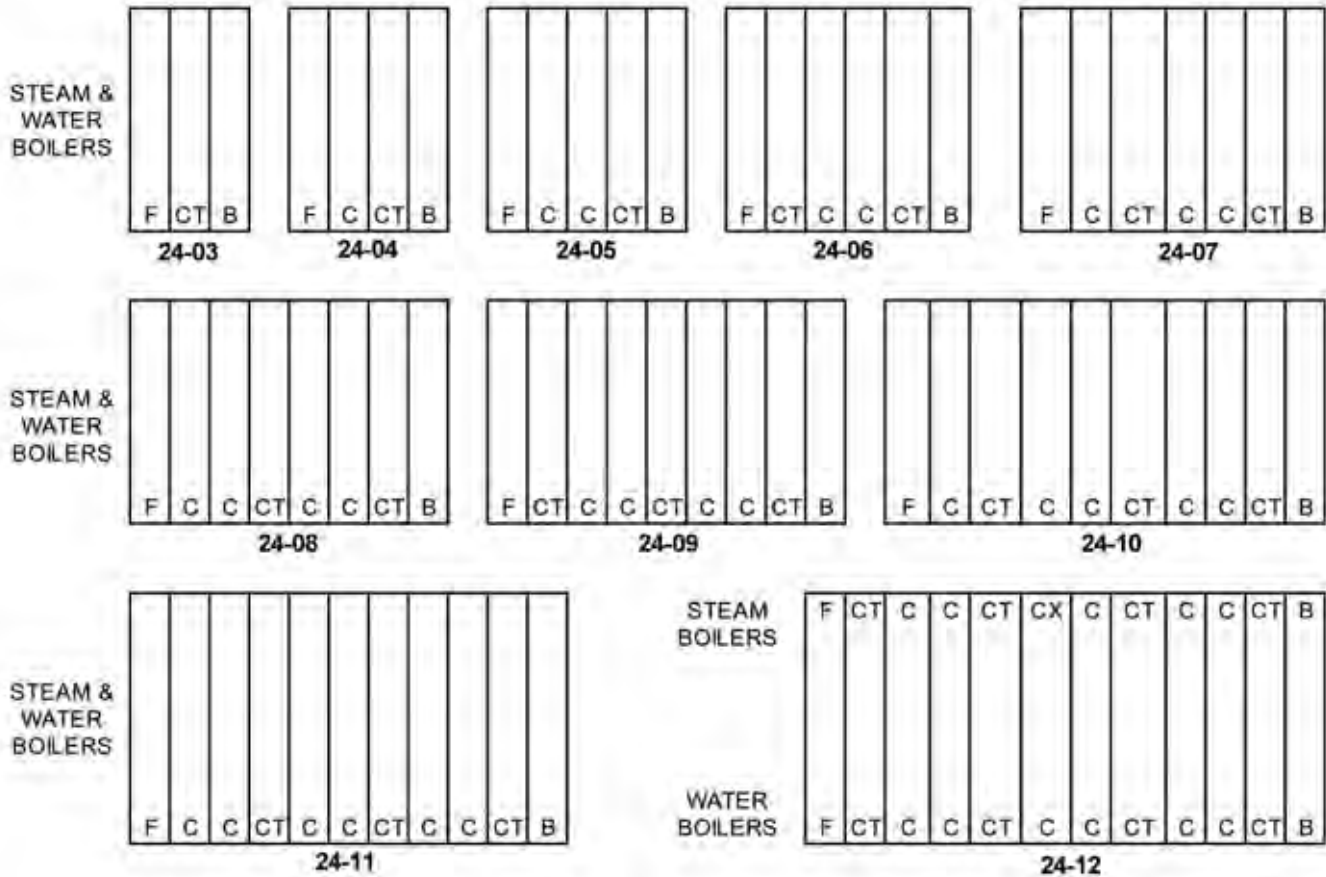 STEAM &
WATER
BOILERS
F CT B
24-03
F C CT B
24-04
F C C CT B
24-05
F CT C C CT B
24-06
F C CT C C CT B
24-07
STEAM &
WATER
BOILERS
F C C CT C C CT B
24-08
F CT C C CT C C CT B
24-09
F C CT C C CT C C CT B
24-10
STEAM &
WATER
BOILERS
F C C CT C C CT C C CT B
24-11
STEAM
BOILERS
F CT C C CT CX C CT C C CT B
WATER
BOILERS
F CT C C CT C C CT C C CT B
24-12